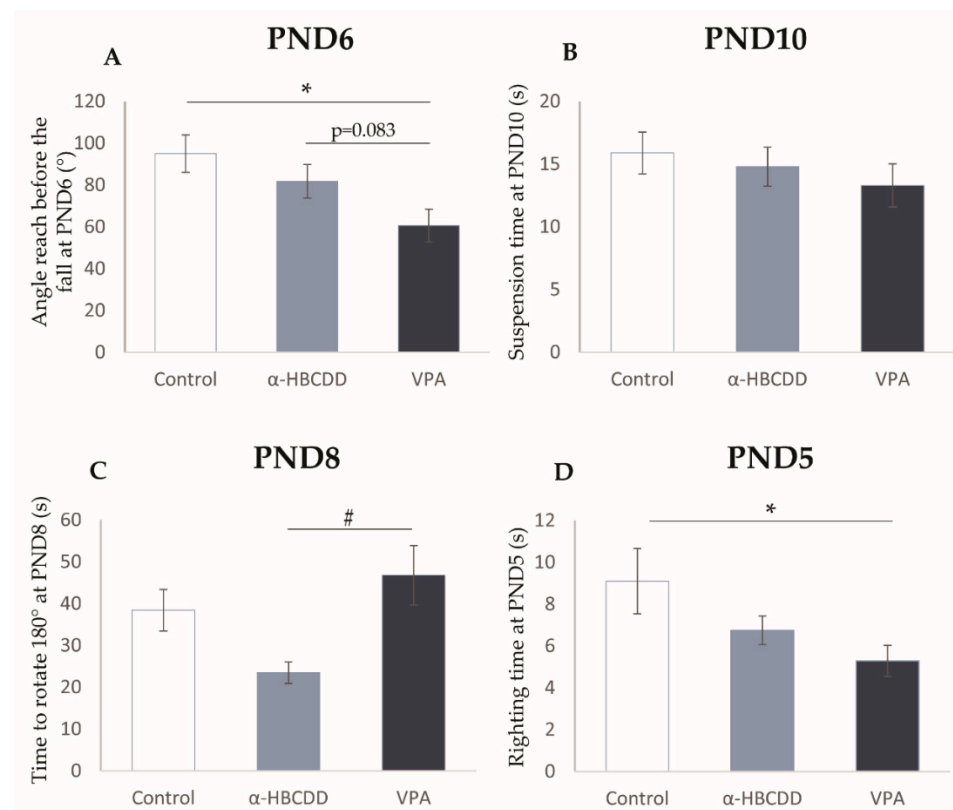 PND6
A
Angle reach before the
fall at PND6 (°)
120
100
80
60
40
20
0
*
p=0.083
Control
α-HBCDD
VPA
PND10
B
Suspension time at PND10 (s)
20
15
10
5
0
Control
α-HBCDD
VPA
PND8
C
Time to rotate 180° at PND8 (s)
60
50
40
30
20
10
0
#
Control
α-HBCDD
VPA
PND5
D
Righting time at PND5 (s)
12
10
8
6
4
2
0
*
Control
α-HBCDD
VPA